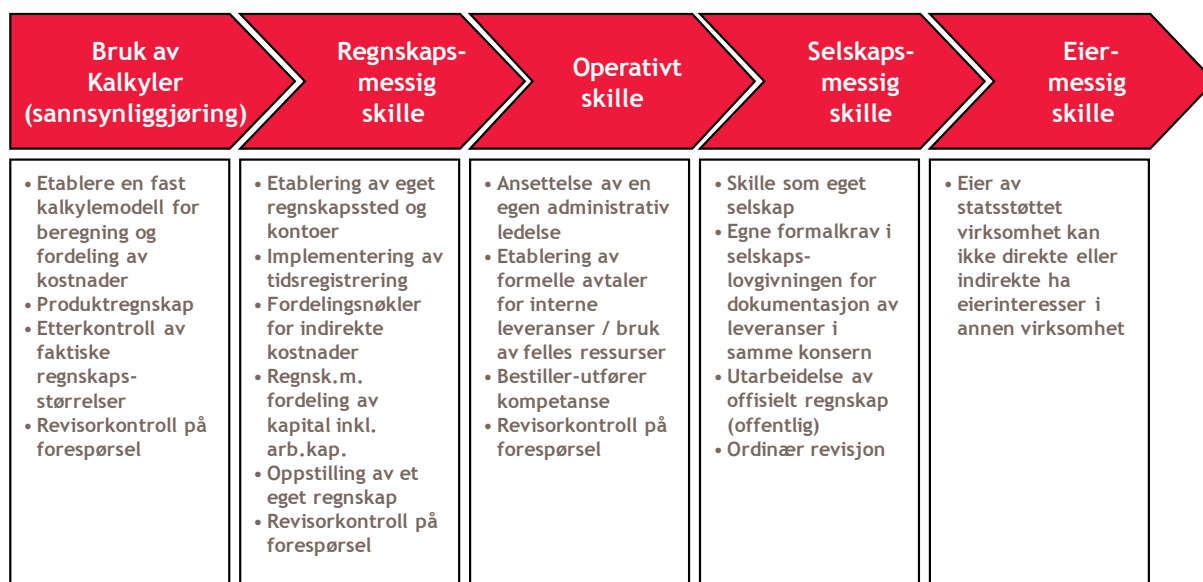 Bruk av
Kalkyler
(sannsynliggjøring)
Regnskaps-
messig
skille
Operativt
skille
Selskaps-
messig
skille
Eier-
messig
skille
• Etablere en fast
kalkylemodell for
beregning og
fordeling av
kostnader
• Produktregnskap
• Etterkontroll av
faktiske
regnskaps-
størrelser
• Revisorkontroll på
forespørsel
• Etablering av eget
regnskapssted og
kontoer
• Implementering av
tidsregistrering
• Fordelingsnøkler
for indirekte
kostnader
• Regnsk.m.
fordeling av
kapital inkl.
arb.kap.
• Oppstilling av et
eget regnskap
• Revisorkontroll på
forespørsel
• Ansettelse av en
egen administrativ
ledelse
• Etablering av
formelle avtaler
for interne
leveranser / bruk
av felles ressurser
• Bestiller-utfører
kompetanse
• Revisorkontroll på
forespørsel
• Skille som eget
selskap
• Egne formalkrav i
selskaps-
lovgivningen for
dokumentasjon av
leveranser i
samme konsern
• Utarbeidelse av
offisielt regnskap
(offentlig)
• Ordinær revisjon
• Eier av
statsstøttet
virksomhet kan
ikke direkte eller
indirekte ha
eierinteresser i
annen virksomhet